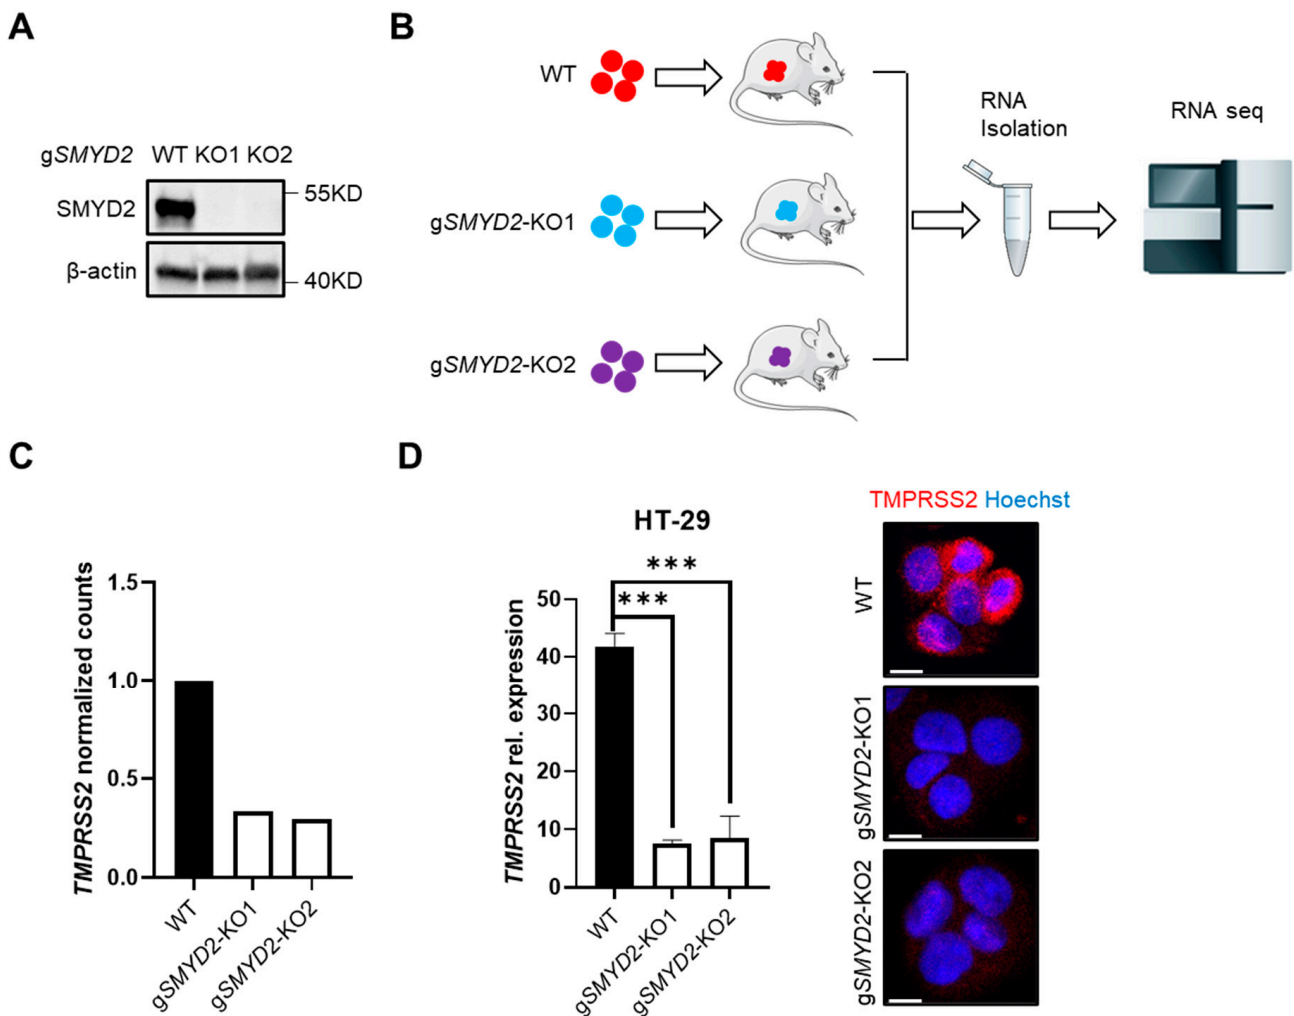 A
gSMYD2 WT KO1 KO2
SMYD2
55KD
β-actin
40KD
B
WT
gSMYD2-KO1
gSMYD2-KO2
RNA
Isolation
RNA seq
C
TMPRSS2 normalized counts
1.5
1.0
0.5
0.0
WT
gSMYD2-KO1
gSMYD2-KO2
D
HT-29
***
***
TMPRSS2 rel. expression
50
40
30
20
10
0
WT
gSMYD2-KO1
gSMYD2-KO2
TMPRSS2 Hoechst
WT
gSMYD2-KO1
gSMYD2-KO2